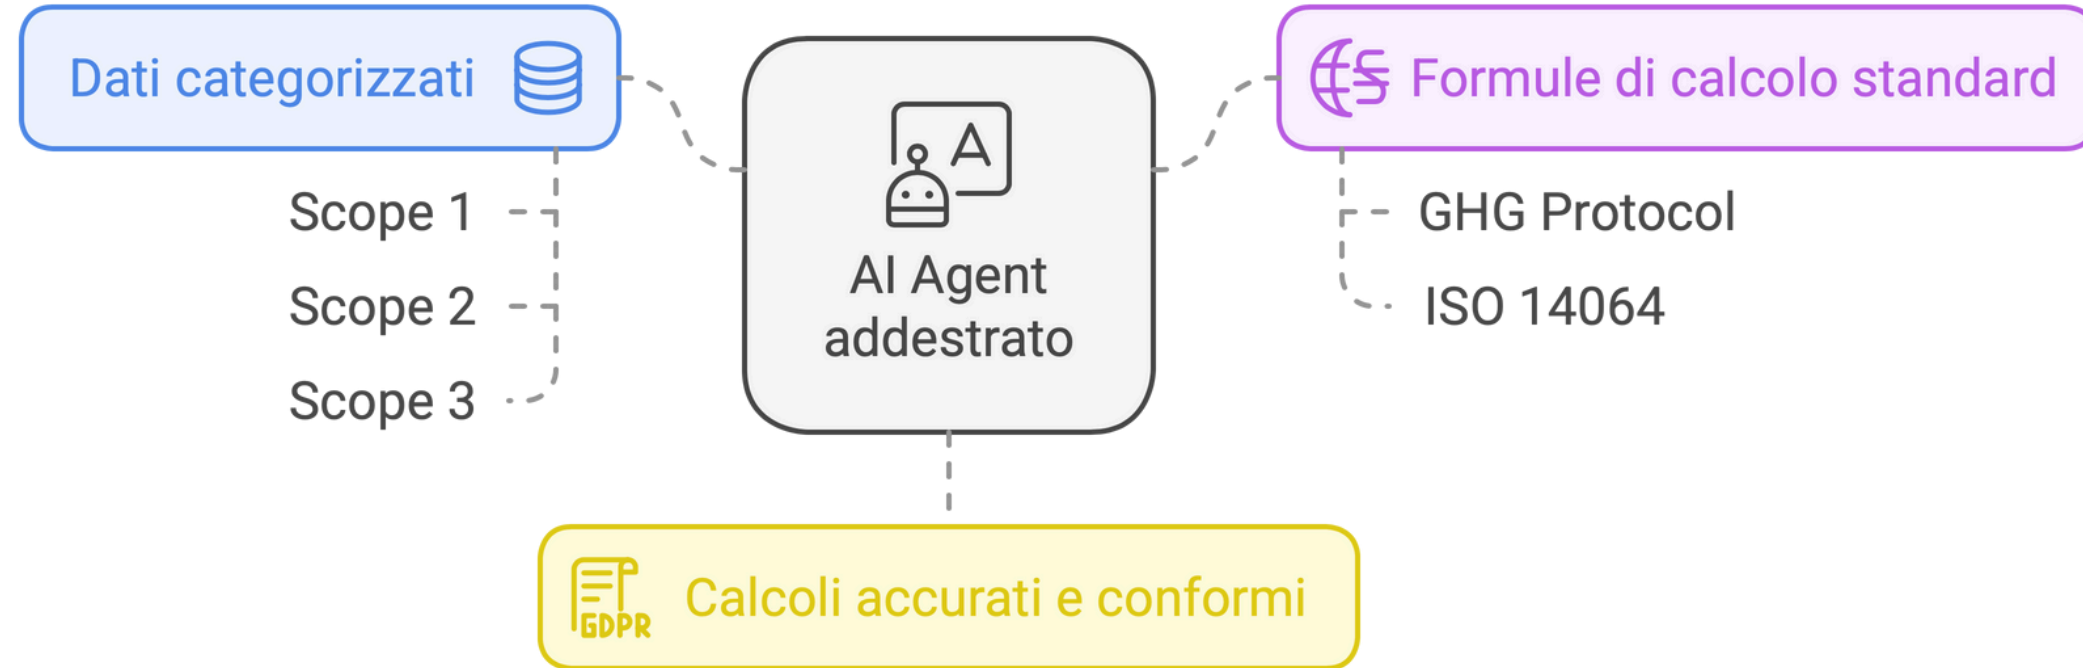 Dati categorizzati
Scope 1
Scope 2
Scope 3
A
AI Agent
addestrato
Formule di calcolo standard
GHG Protocol
ISO 14064
GDPR
Calcoli accurati e conformi